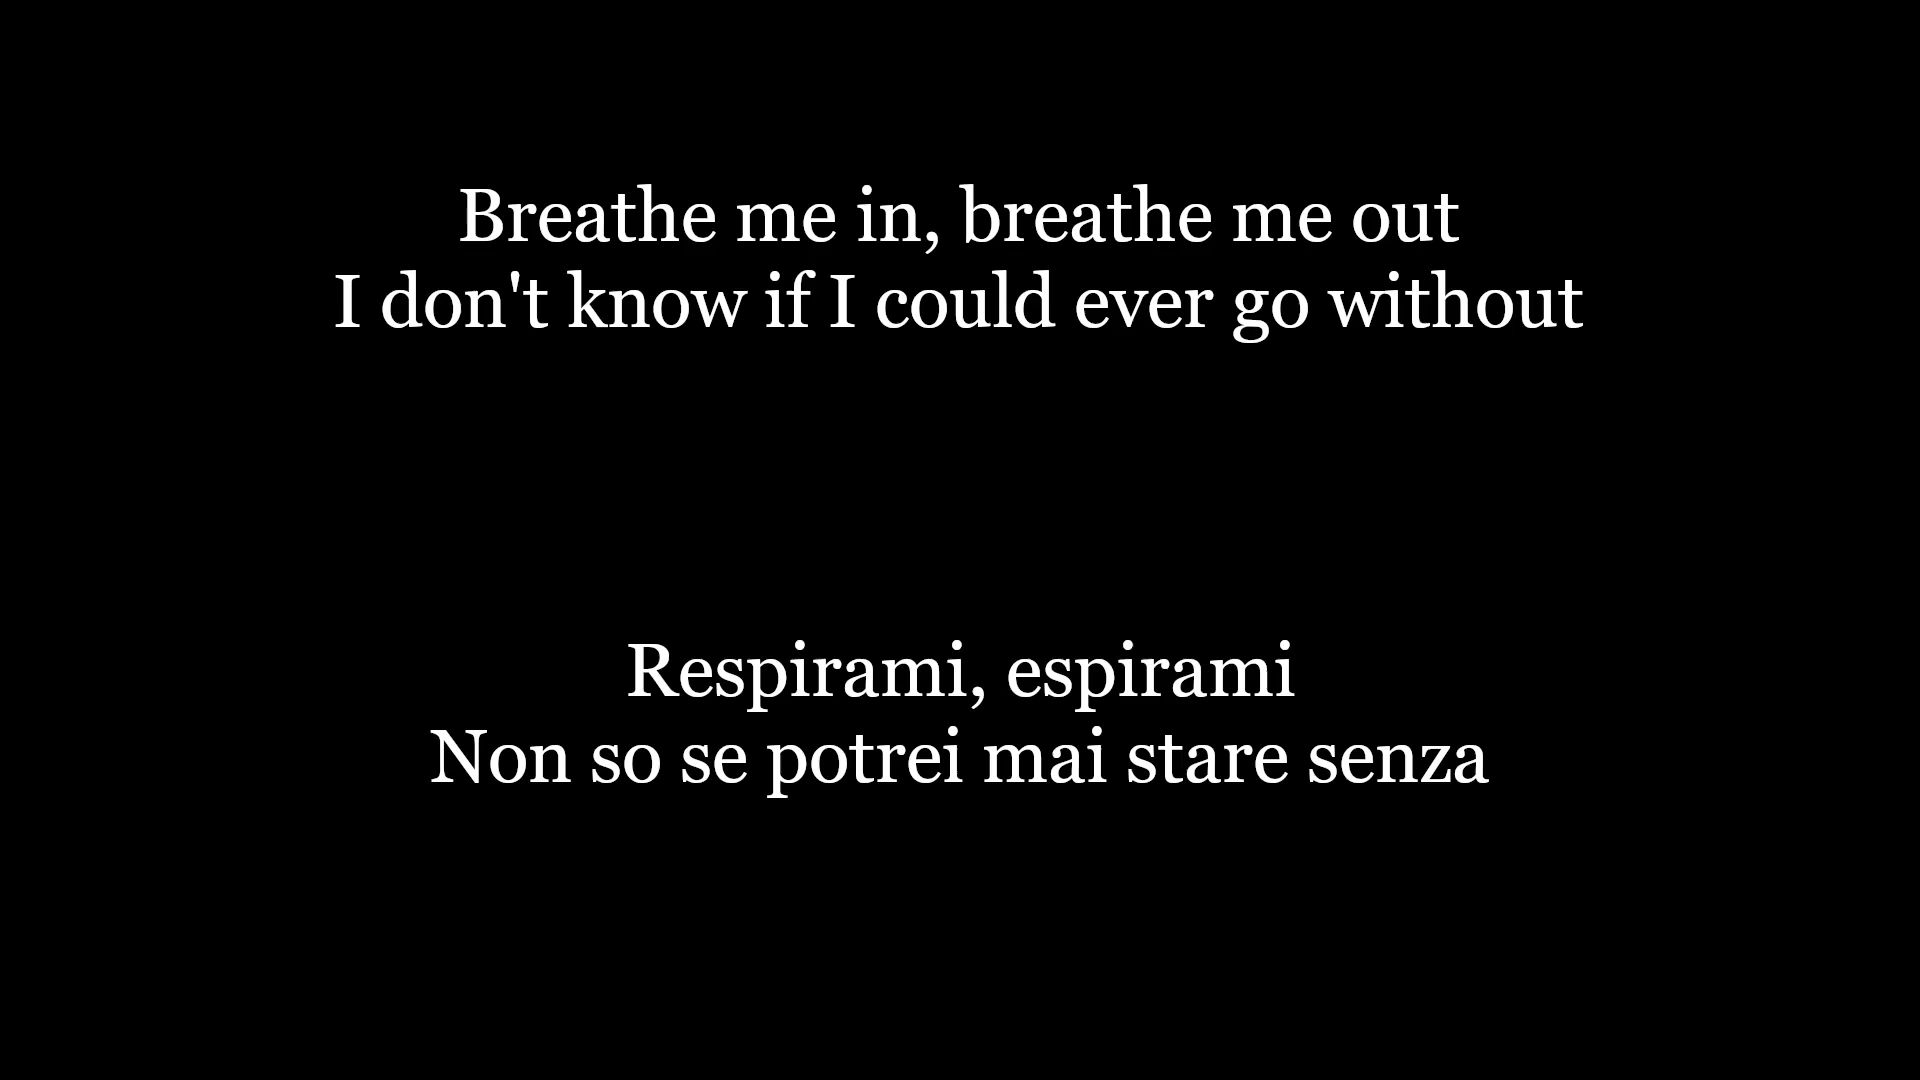 Breathe me in, breathe me out
I don't know if I could ever go without
Respirami, espirami
Non so se potrei mai stare senza